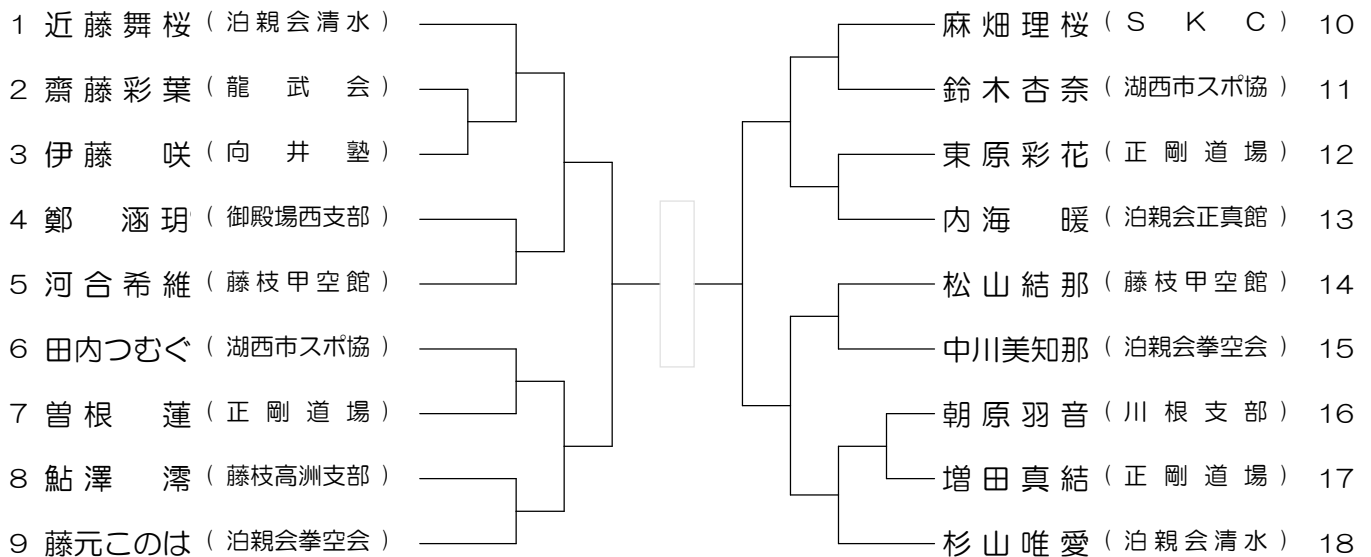 1 近藤舞桜（泊親会清水）
2 齋藤彩葉（龍武会）
3 伊藤 咲（向井塾）
4 鄭 涵玥（御殿場西支部）
5 河合希維（藤枝甲空館）
6 田内つむぐ（湖西市スポ協）
7 曽根 蓮（正剛道場）
8 鮎澤 澪（藤枝高洲支部）
9 藤元このは（泊親会拳空会）
麻畑理桜（ＳＫＣ）10
鈴木杏奈（湖西市スポ協）11
東原彩花（正剛道場）12
内海 暖（泊親会正真館）13
松山結那（藤枝甲空館）14
中川美知那（泊親会拳空会）15
朝原羽音（川根支部）16
増田真結（正剛道場）17
杉山唯愛（泊親会清水）18